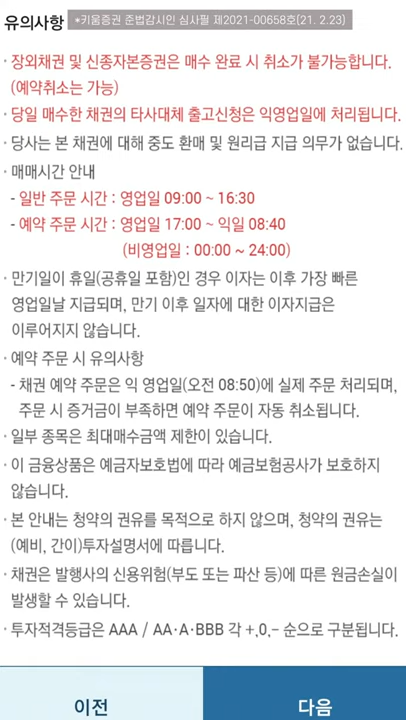 유의사항 *키움증권 준법감시인 심사필 제2021-00658호(21. 2.23)
· 장외채권 및 신종자본증권은 매수 완료 시 취소가 불가능합니다.
(예약취소는 가능)
· 당일 매수한 채권의 타사대체 출고신청은 익영업일에 처리됩니다.
· 당사는 본 채권에 대해 중도 환매 및 원리급 지급 의무가 없습니다.
· 매매시간 안내
- 일반 주문 시간 : 영업일 09:00 ~ 16:30
- 예약 주문 시간 : 영업일 17:00 ~ 익일 08:40
(비영업일 : 00:00 ~ 24:00)
· 만기일이 휴일(공휴일 포함)인 경우 이자는 이후 가장 빠른
영업일날 지급되며, 만기 이후 일자에 대한 이자지급은
이루어지지 않습니다.
· 예약 주문 시 유의사항
- 채권 예약 주문은 익 영업일(오전 08:50)에 실제 주문 처리되며,
주문 시 증거금이 부족하면 예약 주문이 자동 취소됩니다.
· 일부 종목은 최대매수금액 제한이 있습니다.
· 이 금융상품은 예금자보호법에 따라 예금보험공사가 보호하지
않습니다.
· 본 안내는 청약의 권유를 목적으로 하지 않으며, 청약의 권유는
(예비, 간이)투자설명서에 따릅니다.
· 채권은 발행사의 신용위험(부도 또는 파산 등)에 따른 원금손실이
발생할 수 있습니다.
· 투자적격등급은 AAA / AA·A·BBB 각 +,0,- 순으로 구분됩니다.
이전 다음